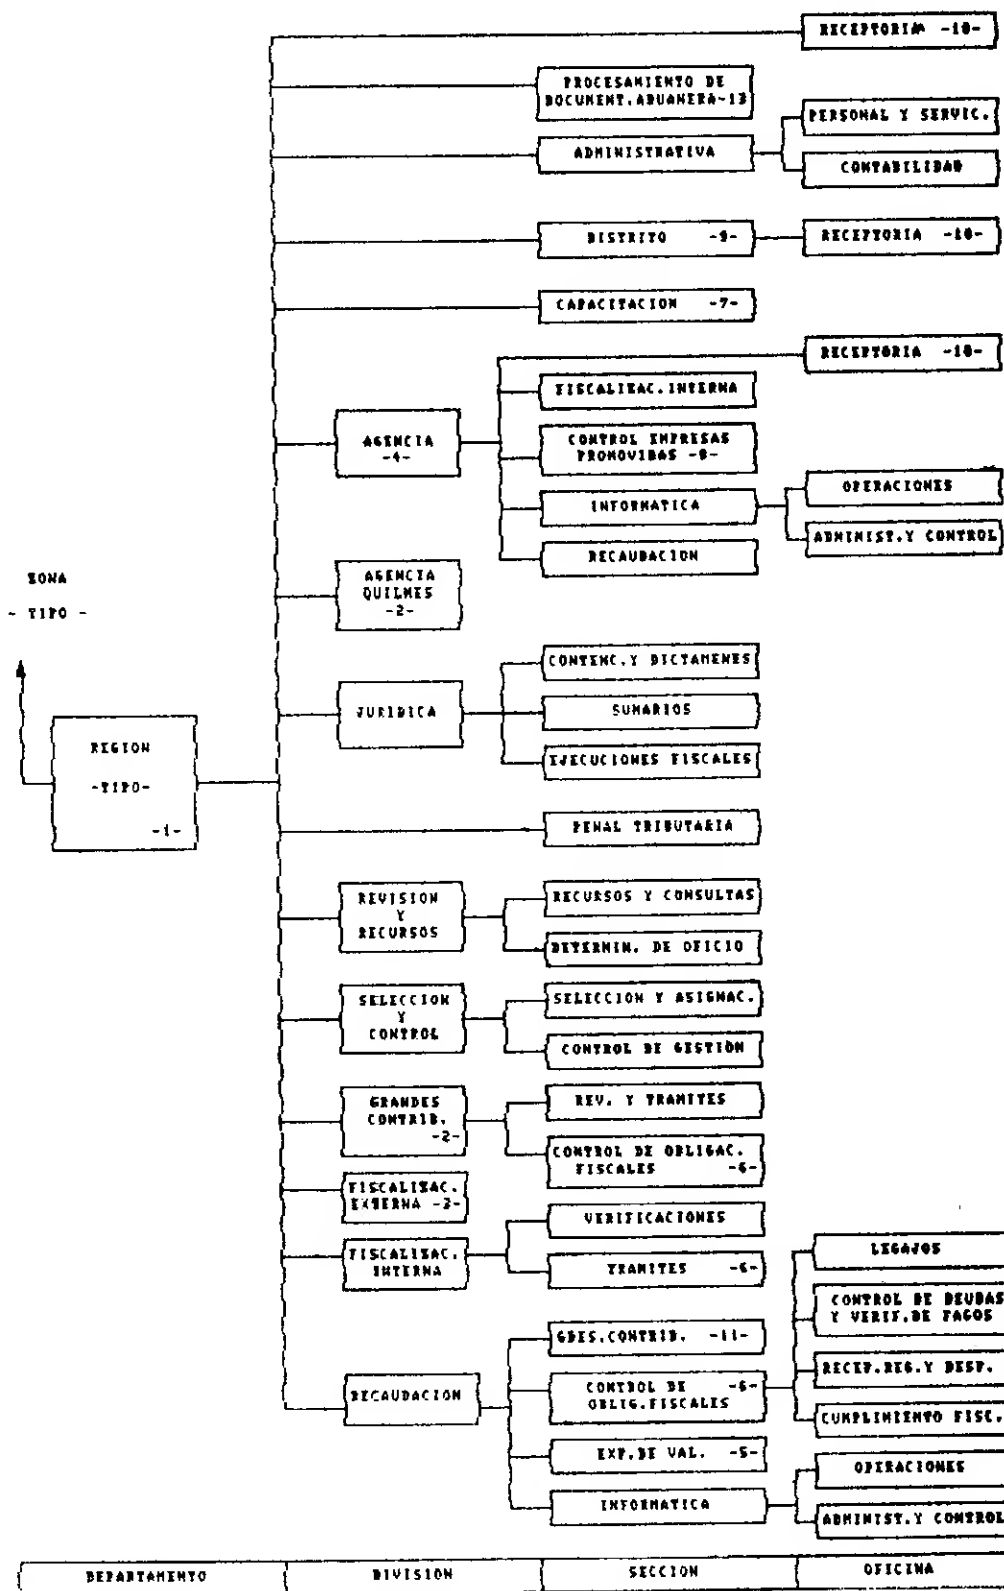 RECEPTORIA -10-
PROCESAMIENTO DE
DOCUMENT.ADUANERA-13
PERSONAL Y SERVIC.
ADMINISTRATIVA
CONTABILIDAD
DISTRITO -9-
RECEPTORIA -10-
CAPACITACION -7-
RECEPTORIA -10-
FISCALIZAC.INTERNA
AGENCIA
-4-
CONTROL EMPRESAS
PROMOVIDAS -8-
OPERACIONES
INFORMATICA
ADMINIST.Y CONTROL
RECAUDACION
ZONA
- TIPO -
AGENCIA
QUILMES
-2-
CONTENC.Y DICTAMENES
JURIDICA
SUMARIOS
EJECUCIONES FISCALES
REGION
-TIPO-
-1-
PENAL TRIBUTARIA
REVISION
Y
RECURSOS
RECURSOS Y CONSULTAS
DETERMIN. DE OFICIO
SELECCION
Y
CONTROL
SELECCION Y ASIGNAC.
CONTROL DE GESTION
GRANDES
CONTRIB.
-2-
REV. Y TRAMITES
CONTROL DE OBLIGAC.
FISCALES -6-
FISCALIZAC.
EXTERNA -3-
VERIFICACIONES
FISCALIZAC.
INTERNA
TRAMITES -6-
LEGAJOS
CONTROL DE DEUDAS
Y VERIF.DE PAGOS
GDES.CONTRIB. -11-
RECEP.REG.Y DESP.
RECAUDACION
CONTROL DE -6-
OBLIG.FISCALES
CUMPLIMIENTO FISC.
EXP.DE VAL. -5-
OPERACIONES
INFORMATICA
ADMINIST.Y CONTROL
DEPARTAMENTO DIVISION SECCION OFICINA